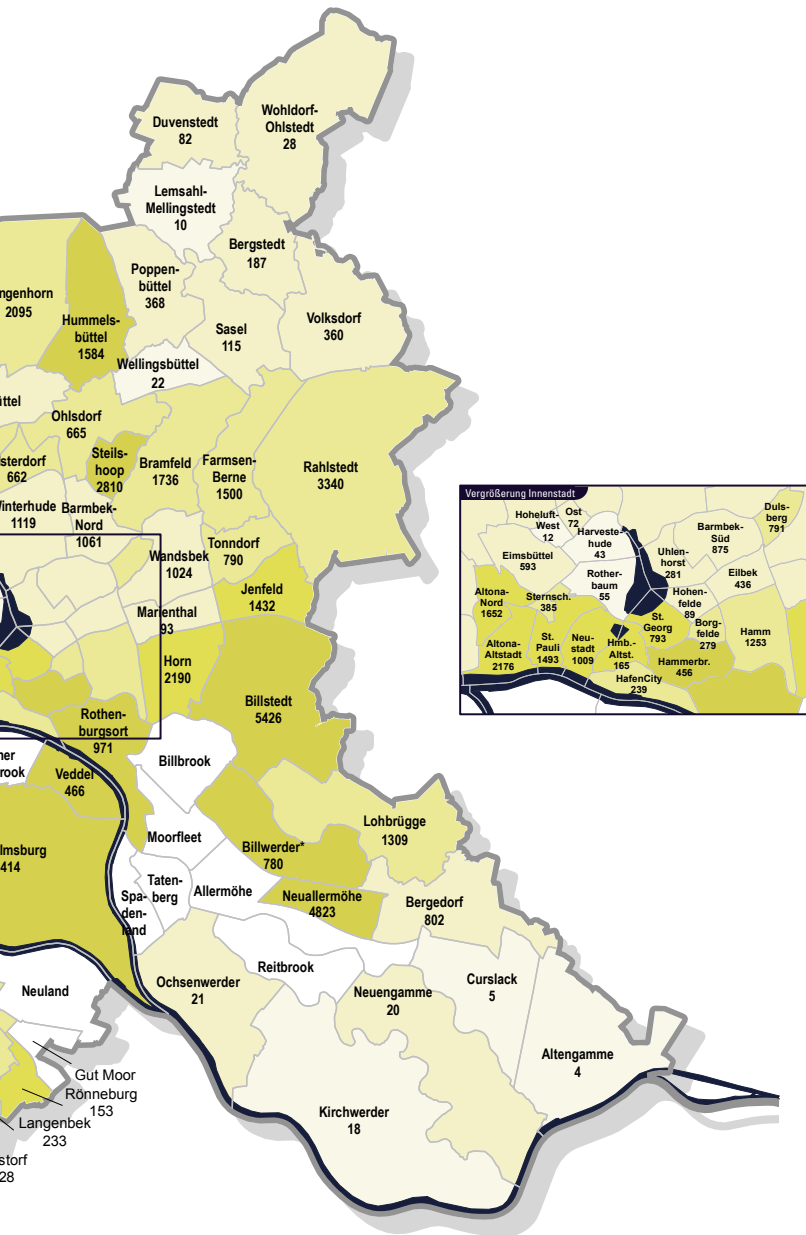 Duvenstedt
82
Wohldorf-
Ohlstedt
28
Lemsahl-
Mellingstedt
10
Bergstedt
187
Poppen-
büttel
368
ngenhorn
2095
Hummels-
büttel
1584
Sasel
115
Volksdorf
360
Wellingsbüttel
22
ttel
Ohlsdorf
665
sterdorf
662
Steils-
hoop
2810
Bramfeld
1736
Farmsen-
Berne
1500
Rahlstedt
3340
interhude
1119
Barmbek-
Nord
1061
Wandsbek
1024
Tonndorf
790
Jenfeld
1432
Marienthal
93
Horn
2190
Billstedt
5426
Rothen-
burgsort
971
Billbrook
ner
rook
Veddel
466
Moorfleet
lmsburg
414
Billwerder*
780
Lohbrügge
1309
Taten-
berg
Spa-
den-
land
Allermöhe
Neuallermöhe
4823
Bergedorf
802
Reitbrook
Neuland
Ochsenwerder
21
Neuengamme
20
Curslack
5
Altengamme
4
Kirchwerder
18
Gut Moor
Rönneburg
153
Langenbek
233
storf
28
Vergrößerung Innenstadt
Hoheluft-
West
12
Ost
72
Harveste-
hude
43
Duls-
berg
791
Barmbek-
Süd
875
Eimsbüttel
593
Uhlen-
horst
281
Eilbek
436
Rother-
baum
55
Altona-
Nord
1652
Sternsch.
385
Hohen-
felde
89
St.
Georg
793
Borg-
felde
279
Hamm
1253
Altona-
Altstadt
2176
St.
Pauli
1493
Neu-
stadt
1009
Hmb.-
Altst.
165
Hammerbr.
456
HafenCity
239